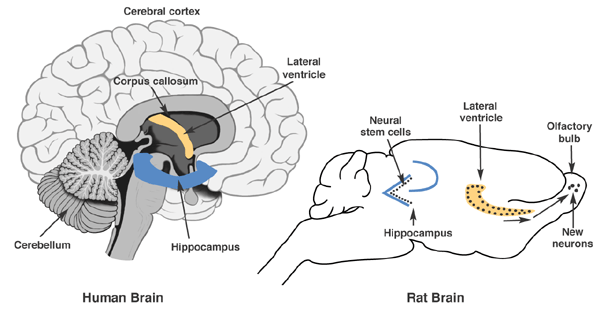 Cerebral cortex
Lateral
ventricle
Corpus callosum
Cerebellum
Hippocampus
Human Brain
Neural
stem cells
Lateral
ventricle
Olfactory
bulb
Hippocampus
New
neurons
Rat Brain